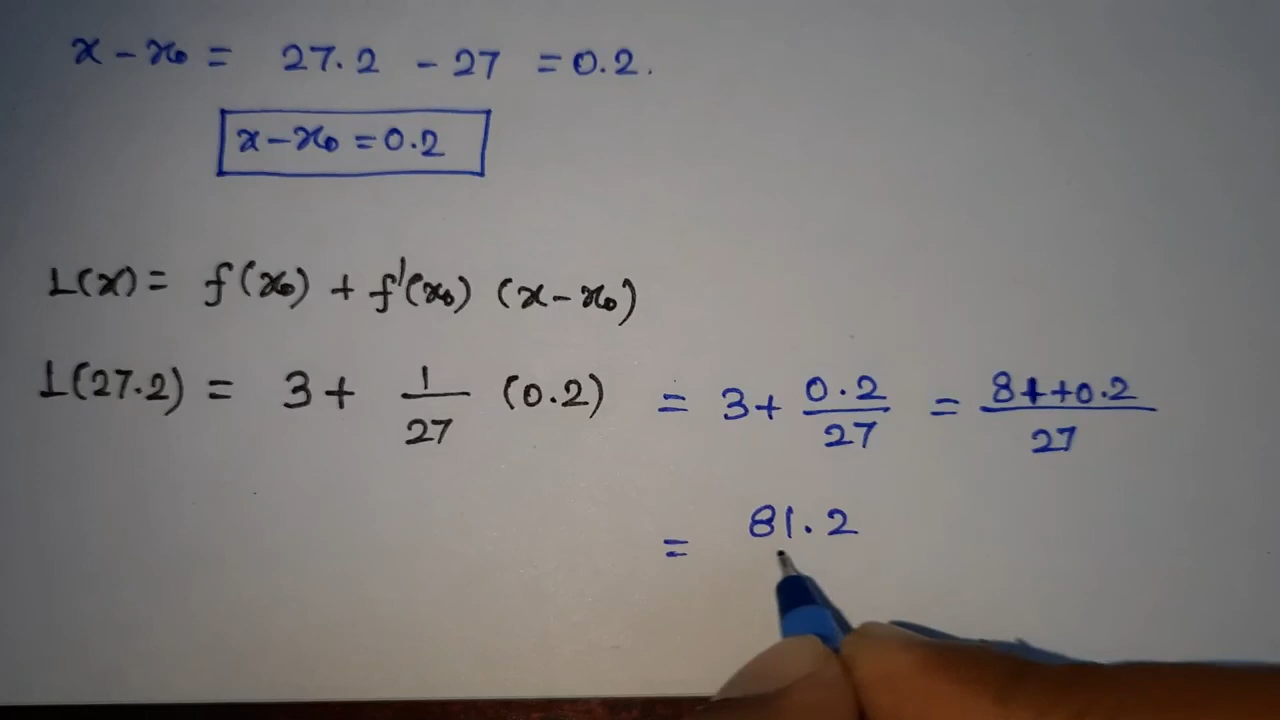 x - x₀ = 27.2 - 27 = 0.2.
x - x₀ = 0.2
L(x) = f(x₀) + f'(x₀) (x - x₀)
L(27.2) = 3 + 1/27 (0.2) = 3 + 0.2/27 = 81+0.2/27
= 81.2